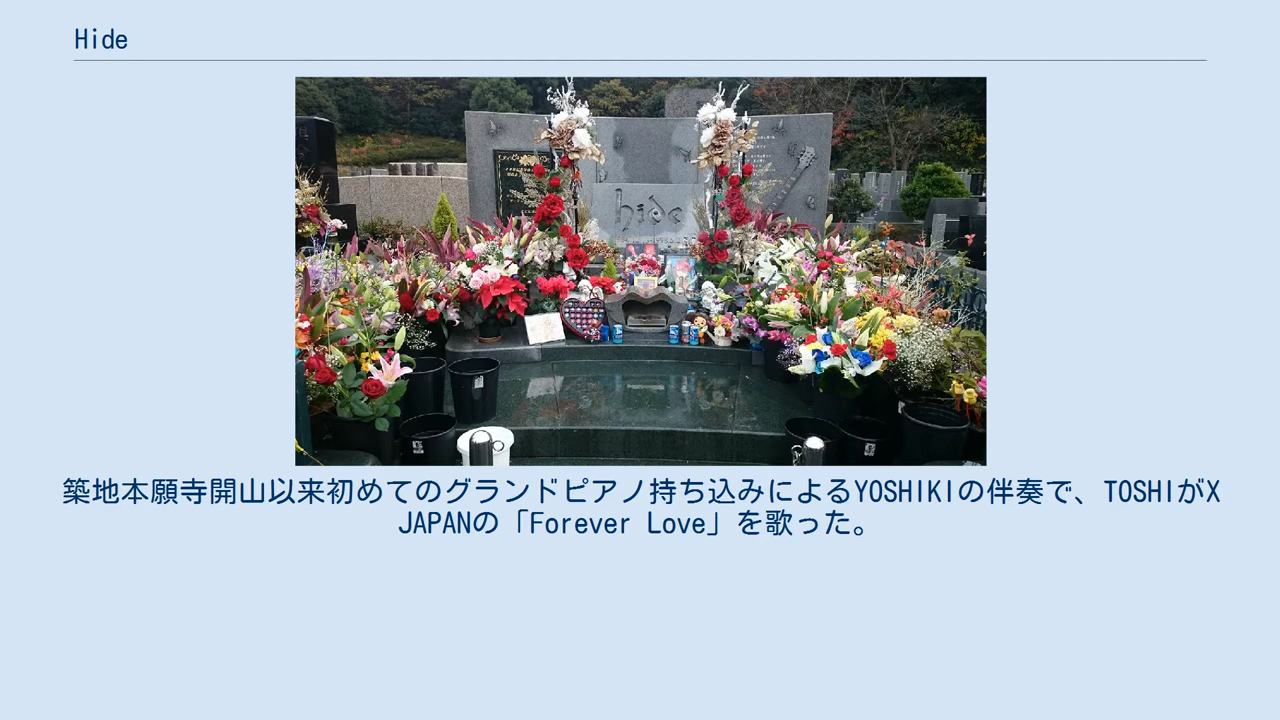 Hide
hide
築地本願寺開山以来初めてのグランドピアノ持ち込みによるYOSHIKIの伴奏で、TOSHIがX
JAPANの「Forever Love」を歌った。